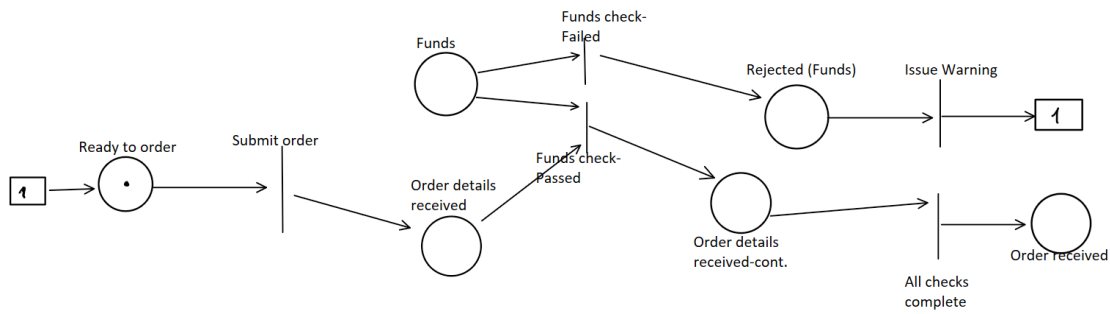 Funds check-
Failed
Funds
Rejected (Funds)
Issue Warning
1
Submit order
Ready to order
Funds check-
Passed
1
Order details
received
Order details
received-cont.
Order received
All checks
complete